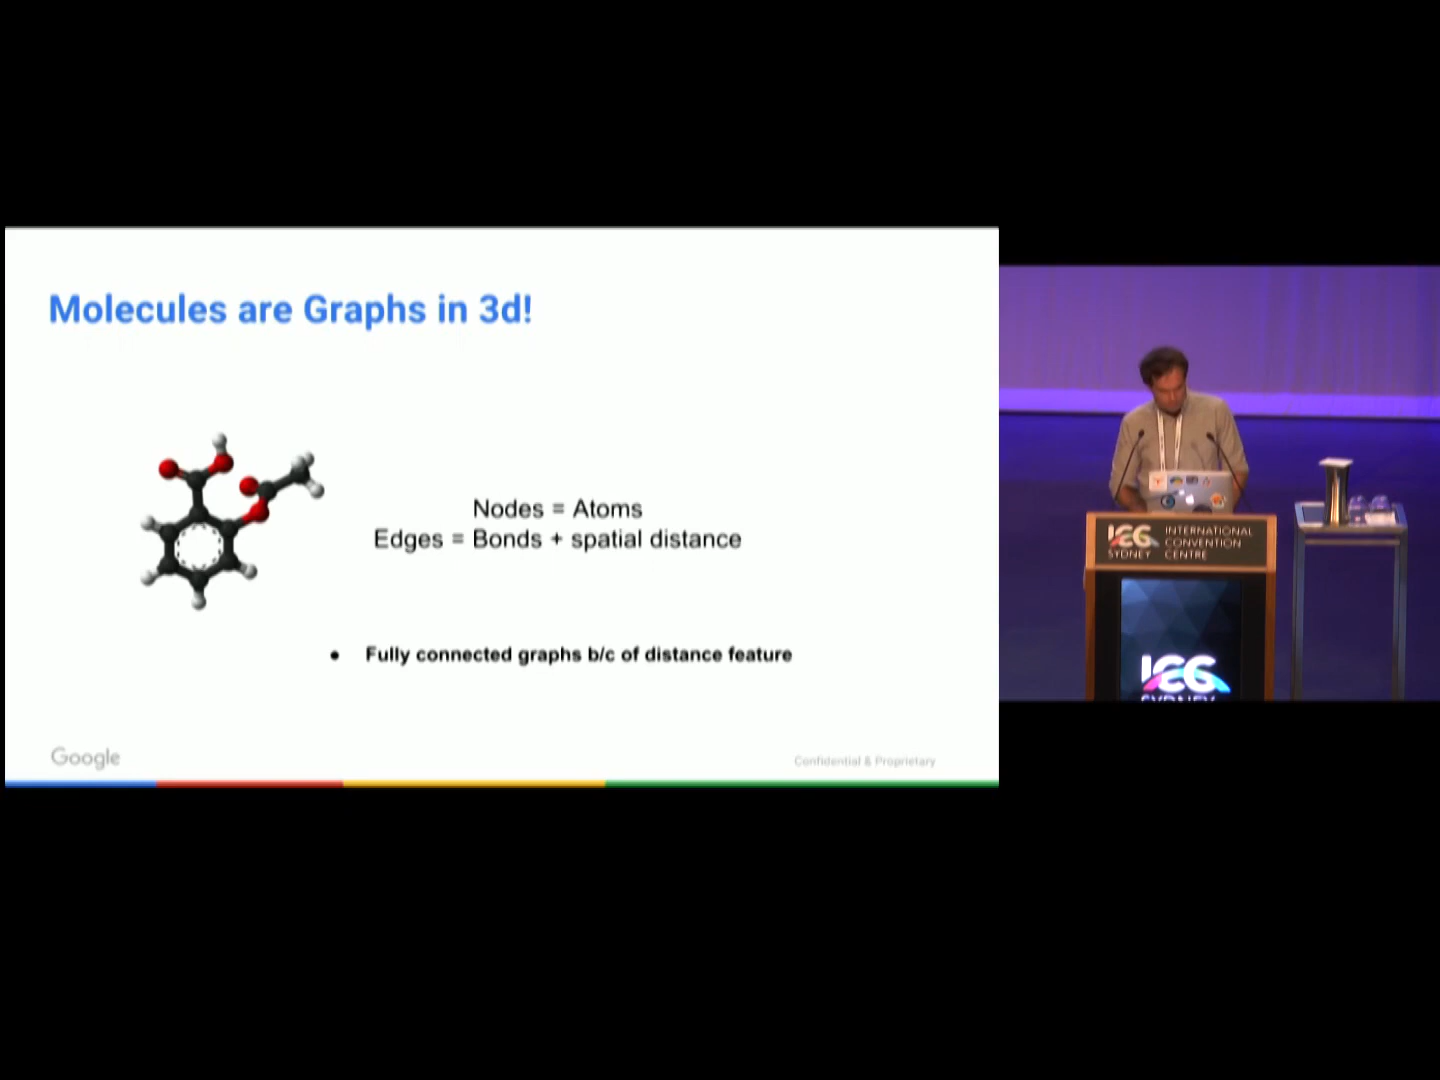 Molecules are Graphs in 3d!
Nodes = Atoms
Edges = Bonds + spatial distance
● Fully connected graphs b/c of distance feature
Google
Confidential & Proprietary
ICC
SYDNEY
INTERNATIONAL
CONVENTION
CENTRE
ICC
SYDNEY